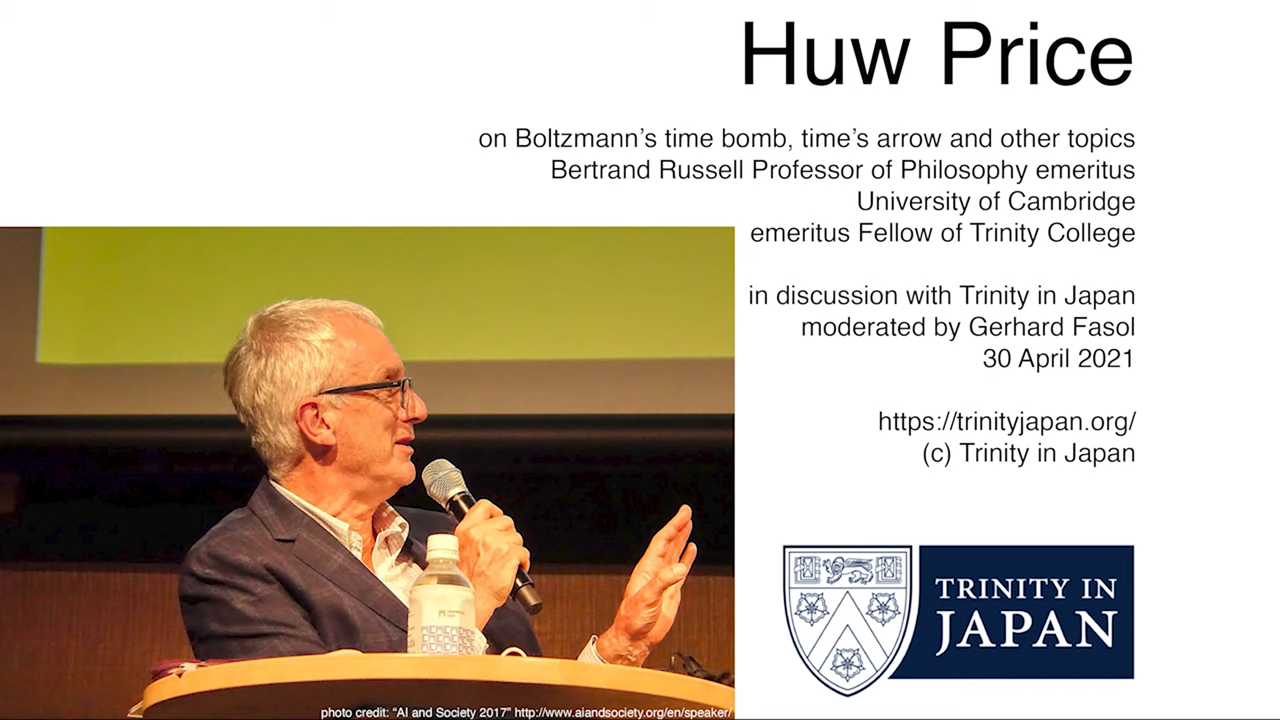 Huw Price
on Boltzmann’s time bomb, time’s arrow and other topics
Bertrand Russell Professor of Philosophy emeritus
University of Cambridge
emeritus Fellow of Trinity College
in discussion with Trinity in Japan
moderated by Gerhard Fasol
30 April 2021
https://trinityjapan.org/
(c) Trinity in Japan
TRINITY IN
JAPAN
photo credit: “AI and Society 2017” http://www.aiandsociety.org/en/speaker/